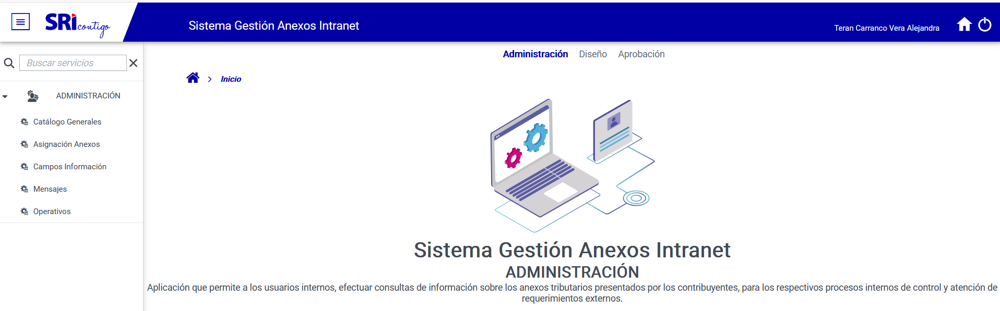 SRi contigo
Sistema Gestión Anexos Intranet
Teran Carranco Vera Alejandra
Buscar servicios
ADMINISTRACIÓN
Catálogo Generales
Asignación Anexos
Campos Información
Mensajes
Operativos
Administración Diseño Aprobación
Inicio
Sistema Gestión Anexos Intranet
ADMINISTRACIÓN
Aplicación que permite a los usuarios internos, efectuar consultas de información sobre los anexos tributarios presentados por los contribuyentes, para los respectivos procesos internos de control y atención de
requerimientos externos.